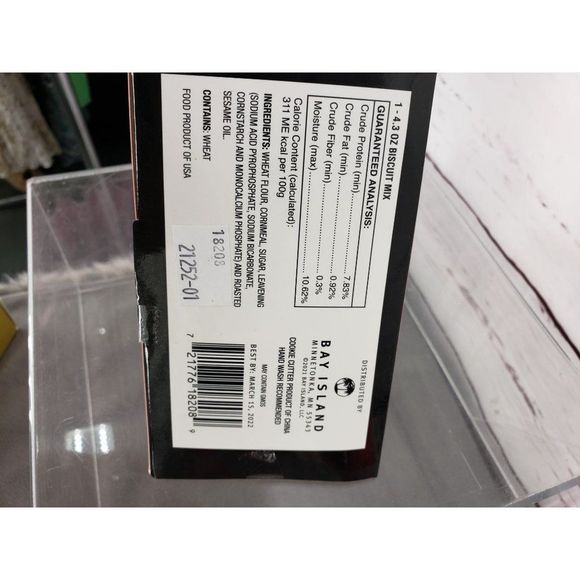 1 - 4.3 OZ BISCUIT MIX
GUARANTEED ANALYSIS:
Crude Protein (min)..............7.83%
Crude Fat (min)....................0.92%
Crude Fiber (min)..................0.3%
Moisture (max)....................10.62%
Calorie Content (calculated):
311 ME kcal per 100g
INGREDIENTS: WHEAT FLOUR, CORNMEAL, SUGAR, LEAVENING
(SODIUM ACID PYROPHOSPHATE, SODIUM BICARBONATE,
CORNSTARCH AND MONOCALCIUM PHOSPHATE) AND ROASTED
SESAME OIL.
CONTAINS: WHEAT
FOOD PRODUCT OF USA
18208
21252-01
DISTRIBUTED BY
BAY ISLAND
MINNETONKA, MN 55343
©2021 BAY ISLAND, LLC
COOKIE CUTTER PRODUCT OF CHINA
HAND WASH RECOMMENDED
MAY CONTAIN OATS
BEST BY: MARCH 15, 2022
7 21776 18208 9